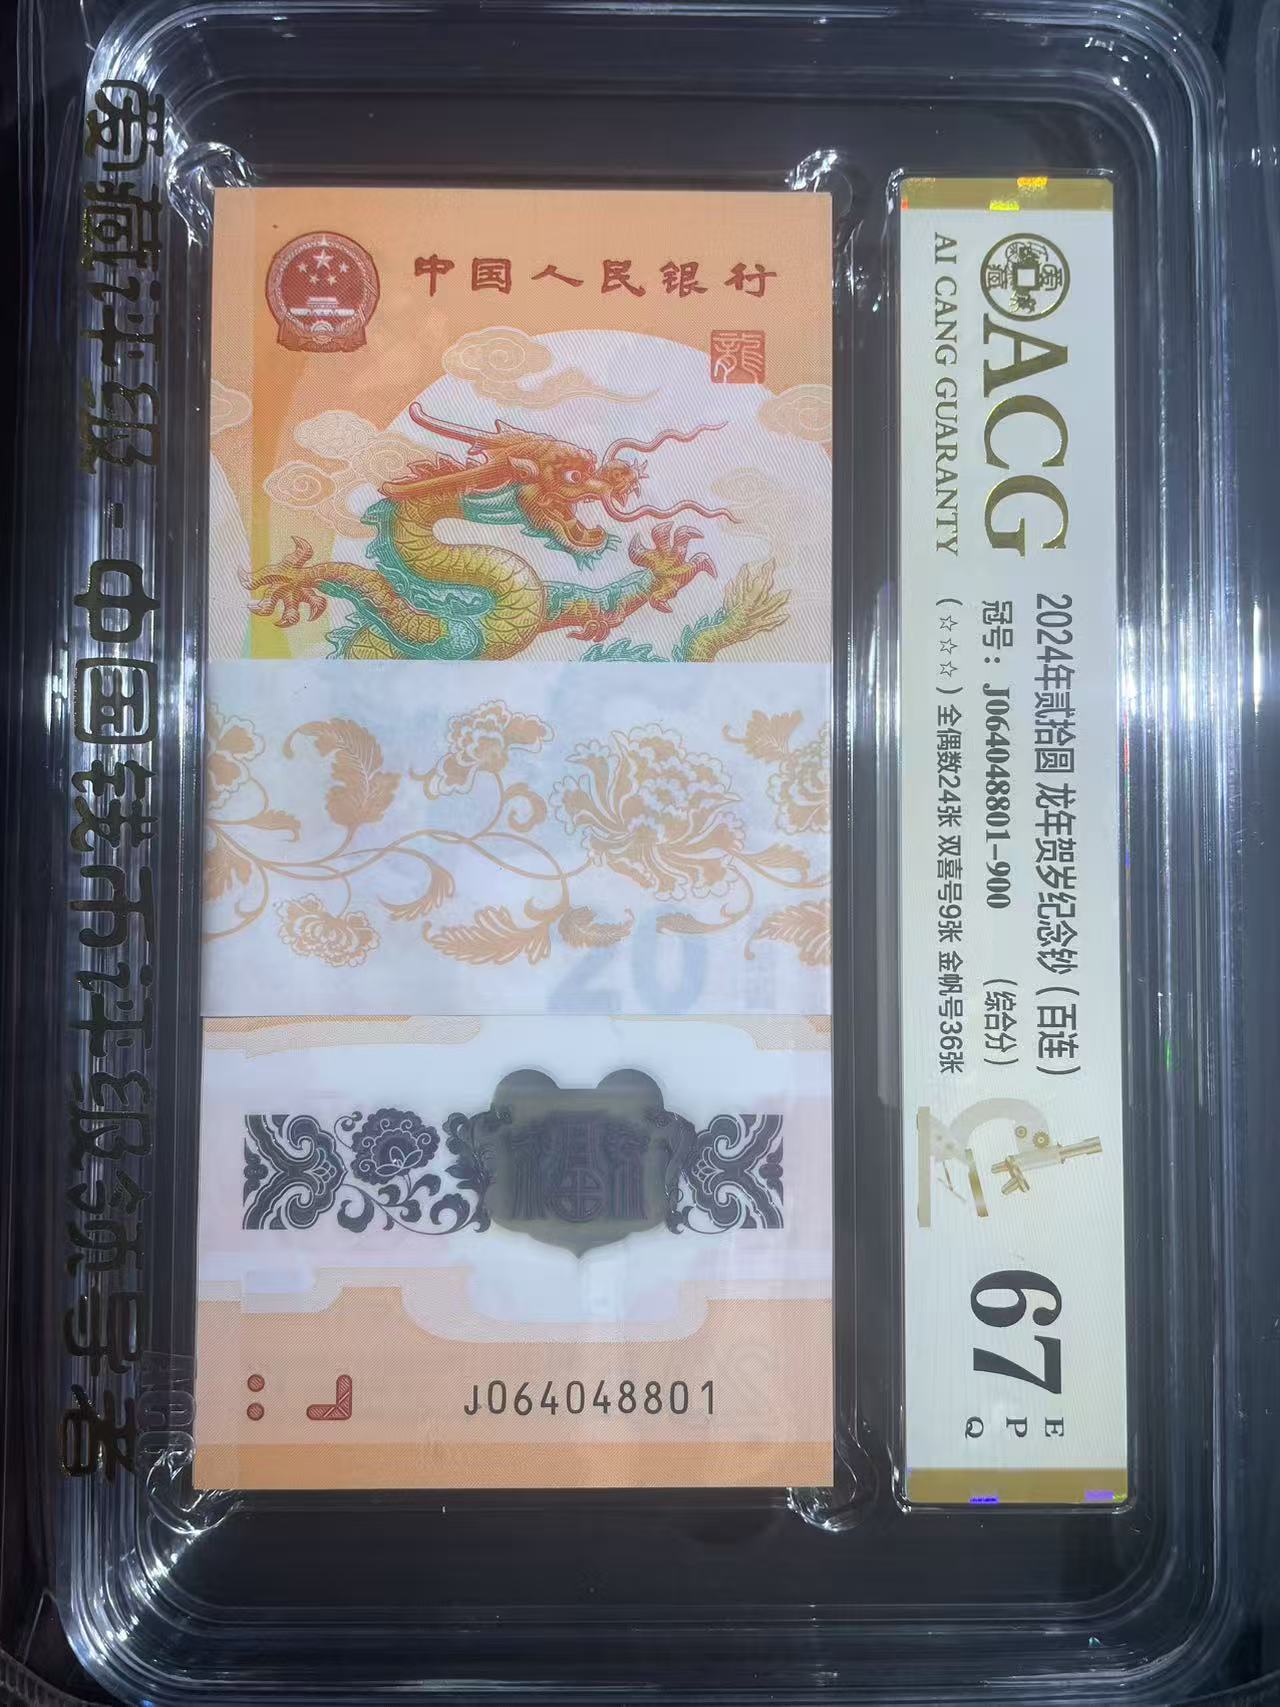 爱藏评级-中国钱币评级领导者
中国人民银行
龍
20
福
J064048801
ACG
AI CANG GUARANTY
2024年贰拾圆 龙年贺岁纪念钞(百连)
冠号:J064048801-900 (综合分)
(☆☆☆)全偶数24张 双喜号9张 金帆号36张
67
E
P
Q